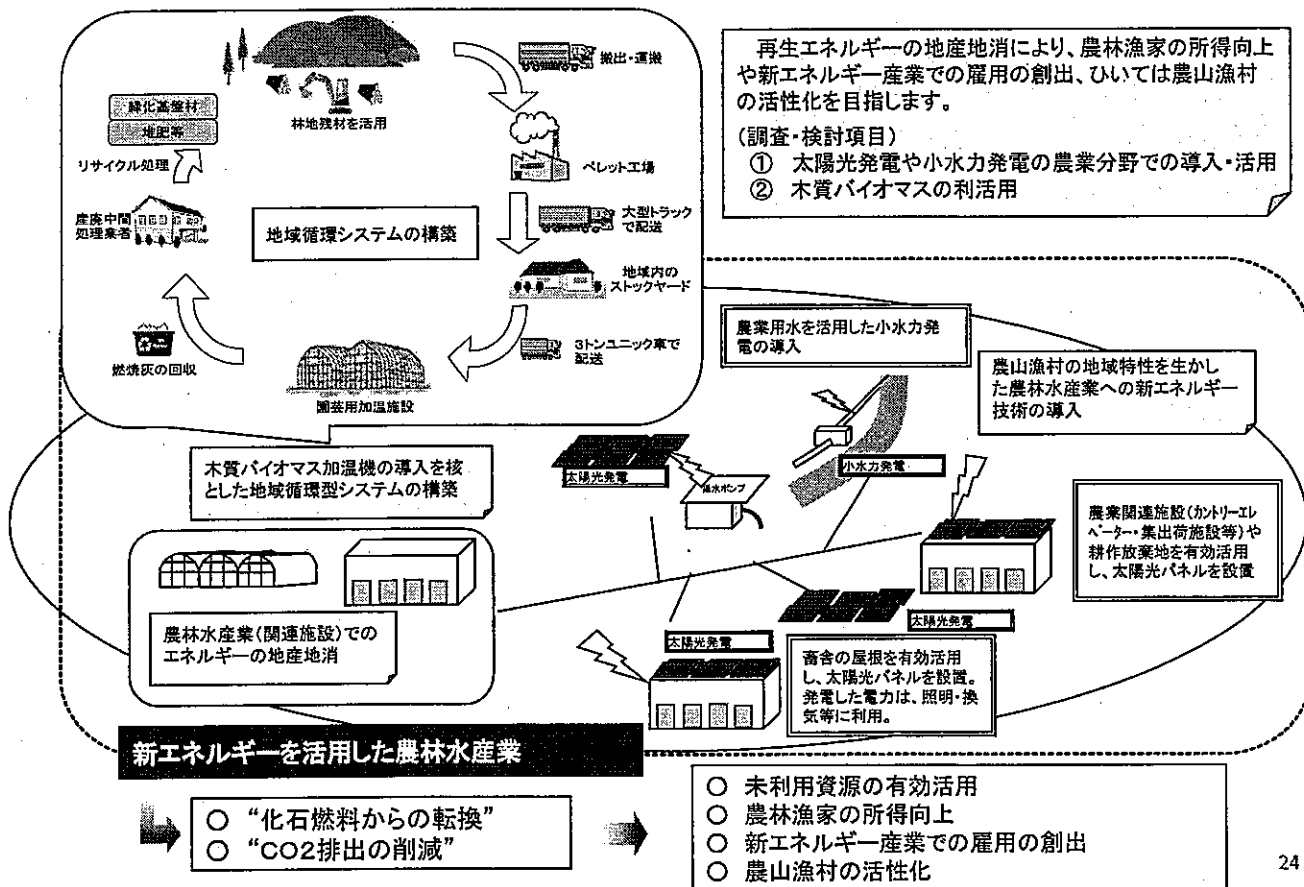 再生エネルギーの地産地消により、農林漁家の所得向上
や新エネルギー産業での雇用の創出、ひいては農山漁村
の活性化を目指します。
(調査・検討項目)
① 太陽光発電や小水力発電の農業分野での導入・活用
② 木質バイオマスの利活用
林地残材を活用
搬出・運搬
ペレット工場
大型トラック
で配送
地域内の
ストックヤード
3トンユニック車で
配送
園芸用加温施設
燃焼灰の回収
産廃中間
処理業者
リサイクル処理
緑化基盤材
堆肥等
地域循環システムの構築
木質バイオマス加温機の導入を核
とした地域循環型システムの構築
農業用水を活用した小水力発
電の導入
農山漁村の地域特性を生かし
た農林水産業への新エネルギー
技術の導入
太陽光発電
揚水ポンプ
小水力発電
農業関連施設(カントリーエレ
ベーター・集出荷施設等)や
耕作放棄地を有効活用
し、太陽光パネルを設置
太陽光発電
太陽光発電
畜舎の屋根を有効活用
し、太陽光パネルを設置。
発電した電力は、照明・換
気等に利用。
農林水産業(関連施設)での
エネルギーの地産地消
新エネルギーを活用した農林水産業
○ “化石燃料からの転換”
○ “CO2排出の削減”
○ 未利用資源の有効活用
○ 農林漁家の所得向上
○ 新エネルギー産業での雇用の創出
○ 農山漁村の活性化
24